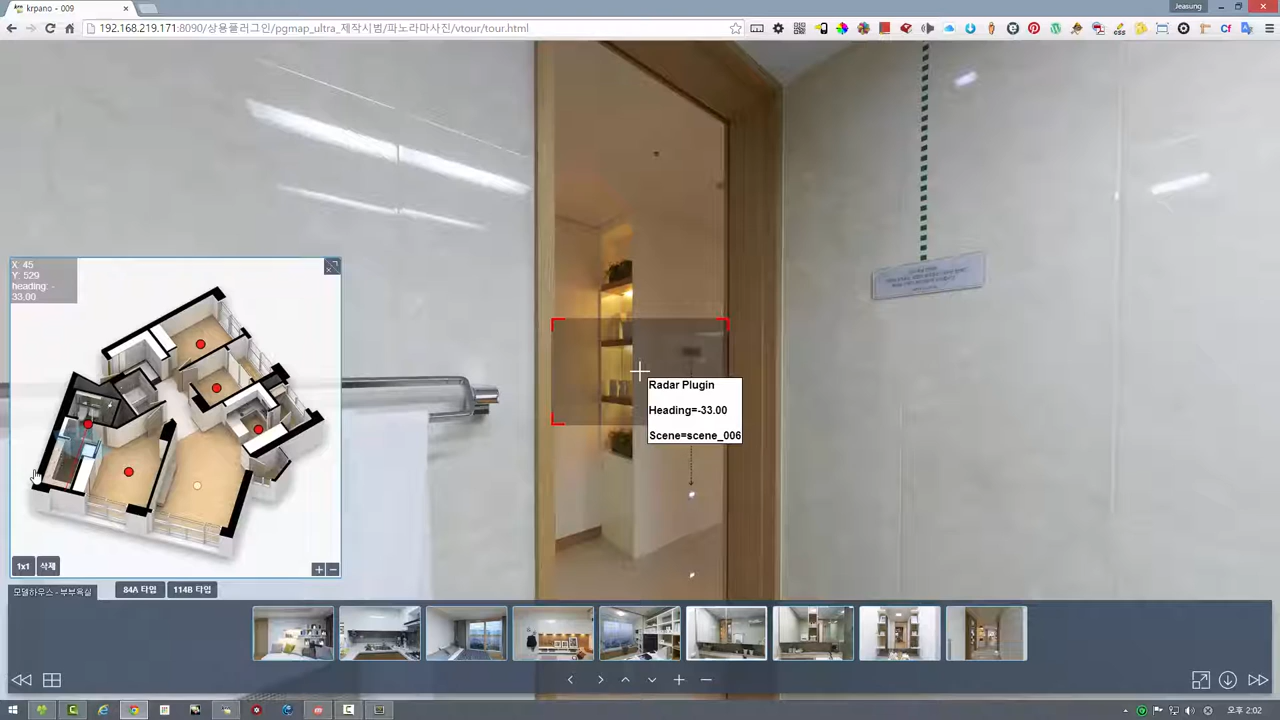 krpano - 009
Jeasung
192.168.219.171:8090/상용플러그인/pgmap_ultra_제작시범/파노라마사진/vtour/tour.html
X: 45
Y: 529
heading: -
33,00
Radar Plugin
Heading=-33.00
Scene=scene_006
1x1 삭제
모델하우스 - 부부욕실
84A 타입
114B 타입
오후 2:02